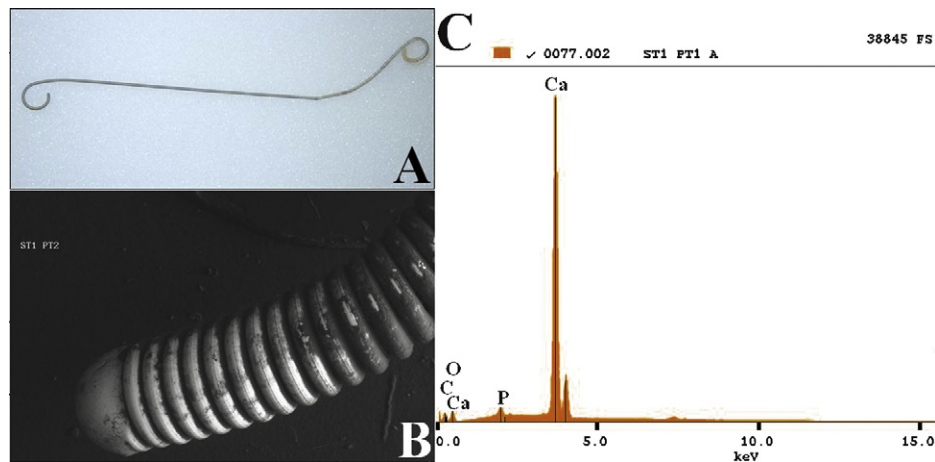 A
ST1 PT2
B
C
✓ 0077.002 ST1 PT1 A
38845 FS
Ca
O
C
Ca
P
0.0 5.0 10.0 15.0
keV